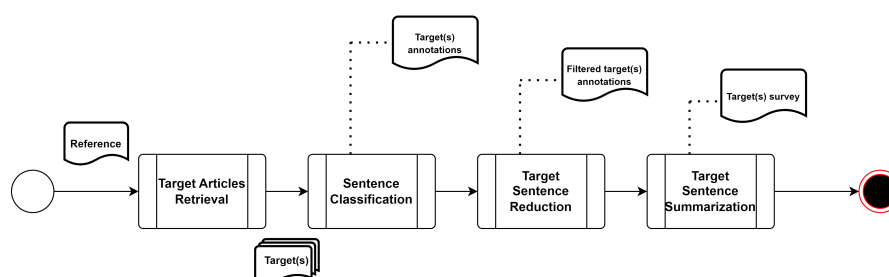 Target(s)
annotations
Filtered target(s)
annotations
Target(s) survey
Reference
Target Articles
Retrieval
Sentence
Classification
Target
Sentence
Reduction
Target
Sentence
Summarization
Target(s)